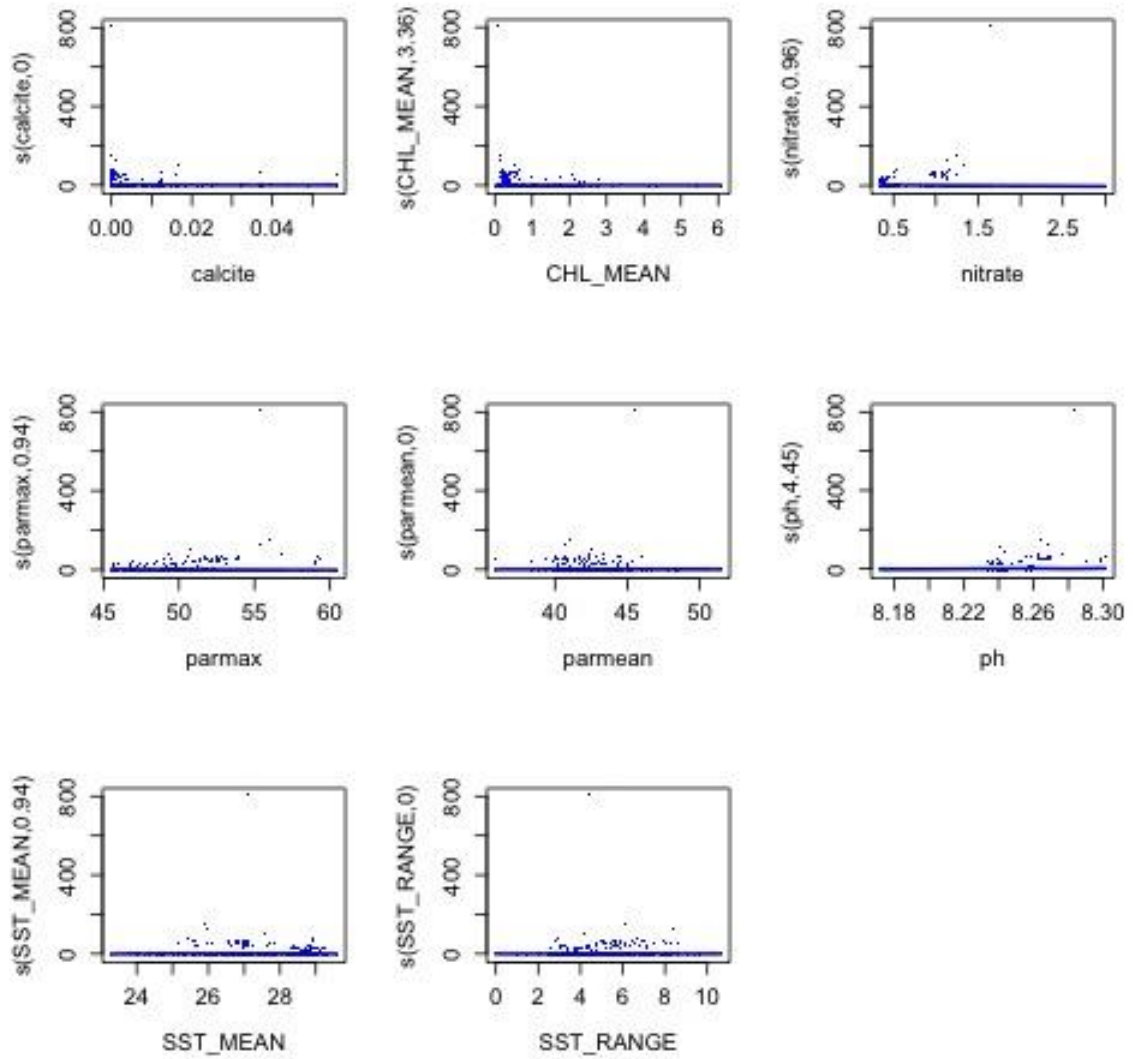 s(calcite,0)
800
400
0
0.00 0.02 0.04
calcite
s(CHL_MEAN,3.36)
800
400
0
0 1 2 3 4 5 6
CHL_MEAN
s(nitrate,0.96)
800
400
0
0.5 1.5 2.5
nitrate
s(parmax,0.94)
800
400
0
45 50 55 60
parmax
s(parmean,0)
800
400
0
40 45 50
parmean
s(ph,4.45)
800
400
0
8.18 8.22 8.26 8.30
ph
s(SST_MEAN,0.94)
800
400
0
24 26 28
SST_MEAN
s(SST_RANGE,0)
800
400
0
0 2 4 6 8 10
SST_RANGE